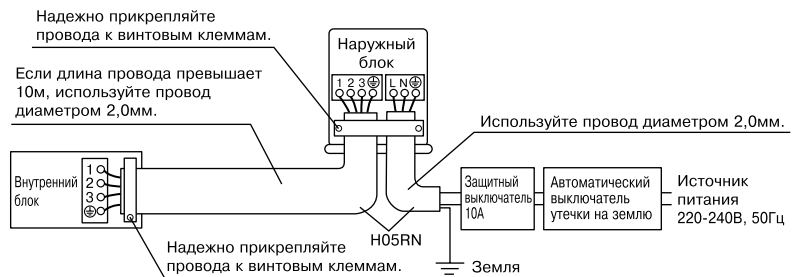 Надежно прикрепляйте
провода к винтовым клеммам.
Наружный
блок
1 2 3
L N
Если длина провода превышает
10м, используйте провод
диаметром 2,0мм.
Используйте провод диаметром 2,0мм.
Внутренний
блок
1
2
3
Защитный
выключатель
10А
Автоматический
выключатель
утечки на землю
Источник
питания
220-240В, 50Гц
H05RN
Надежно прикрепляйте
провода к винтовым клеммам.
Земля